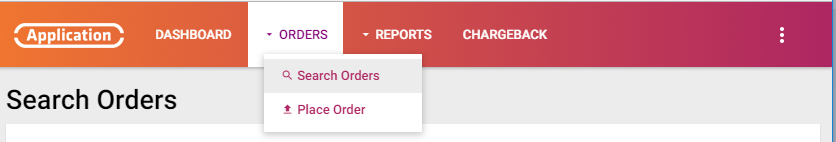 Application DASHBOARD ORDERS REPORTS CHARGEBACK
Search Orders
Place Order
Search Orders